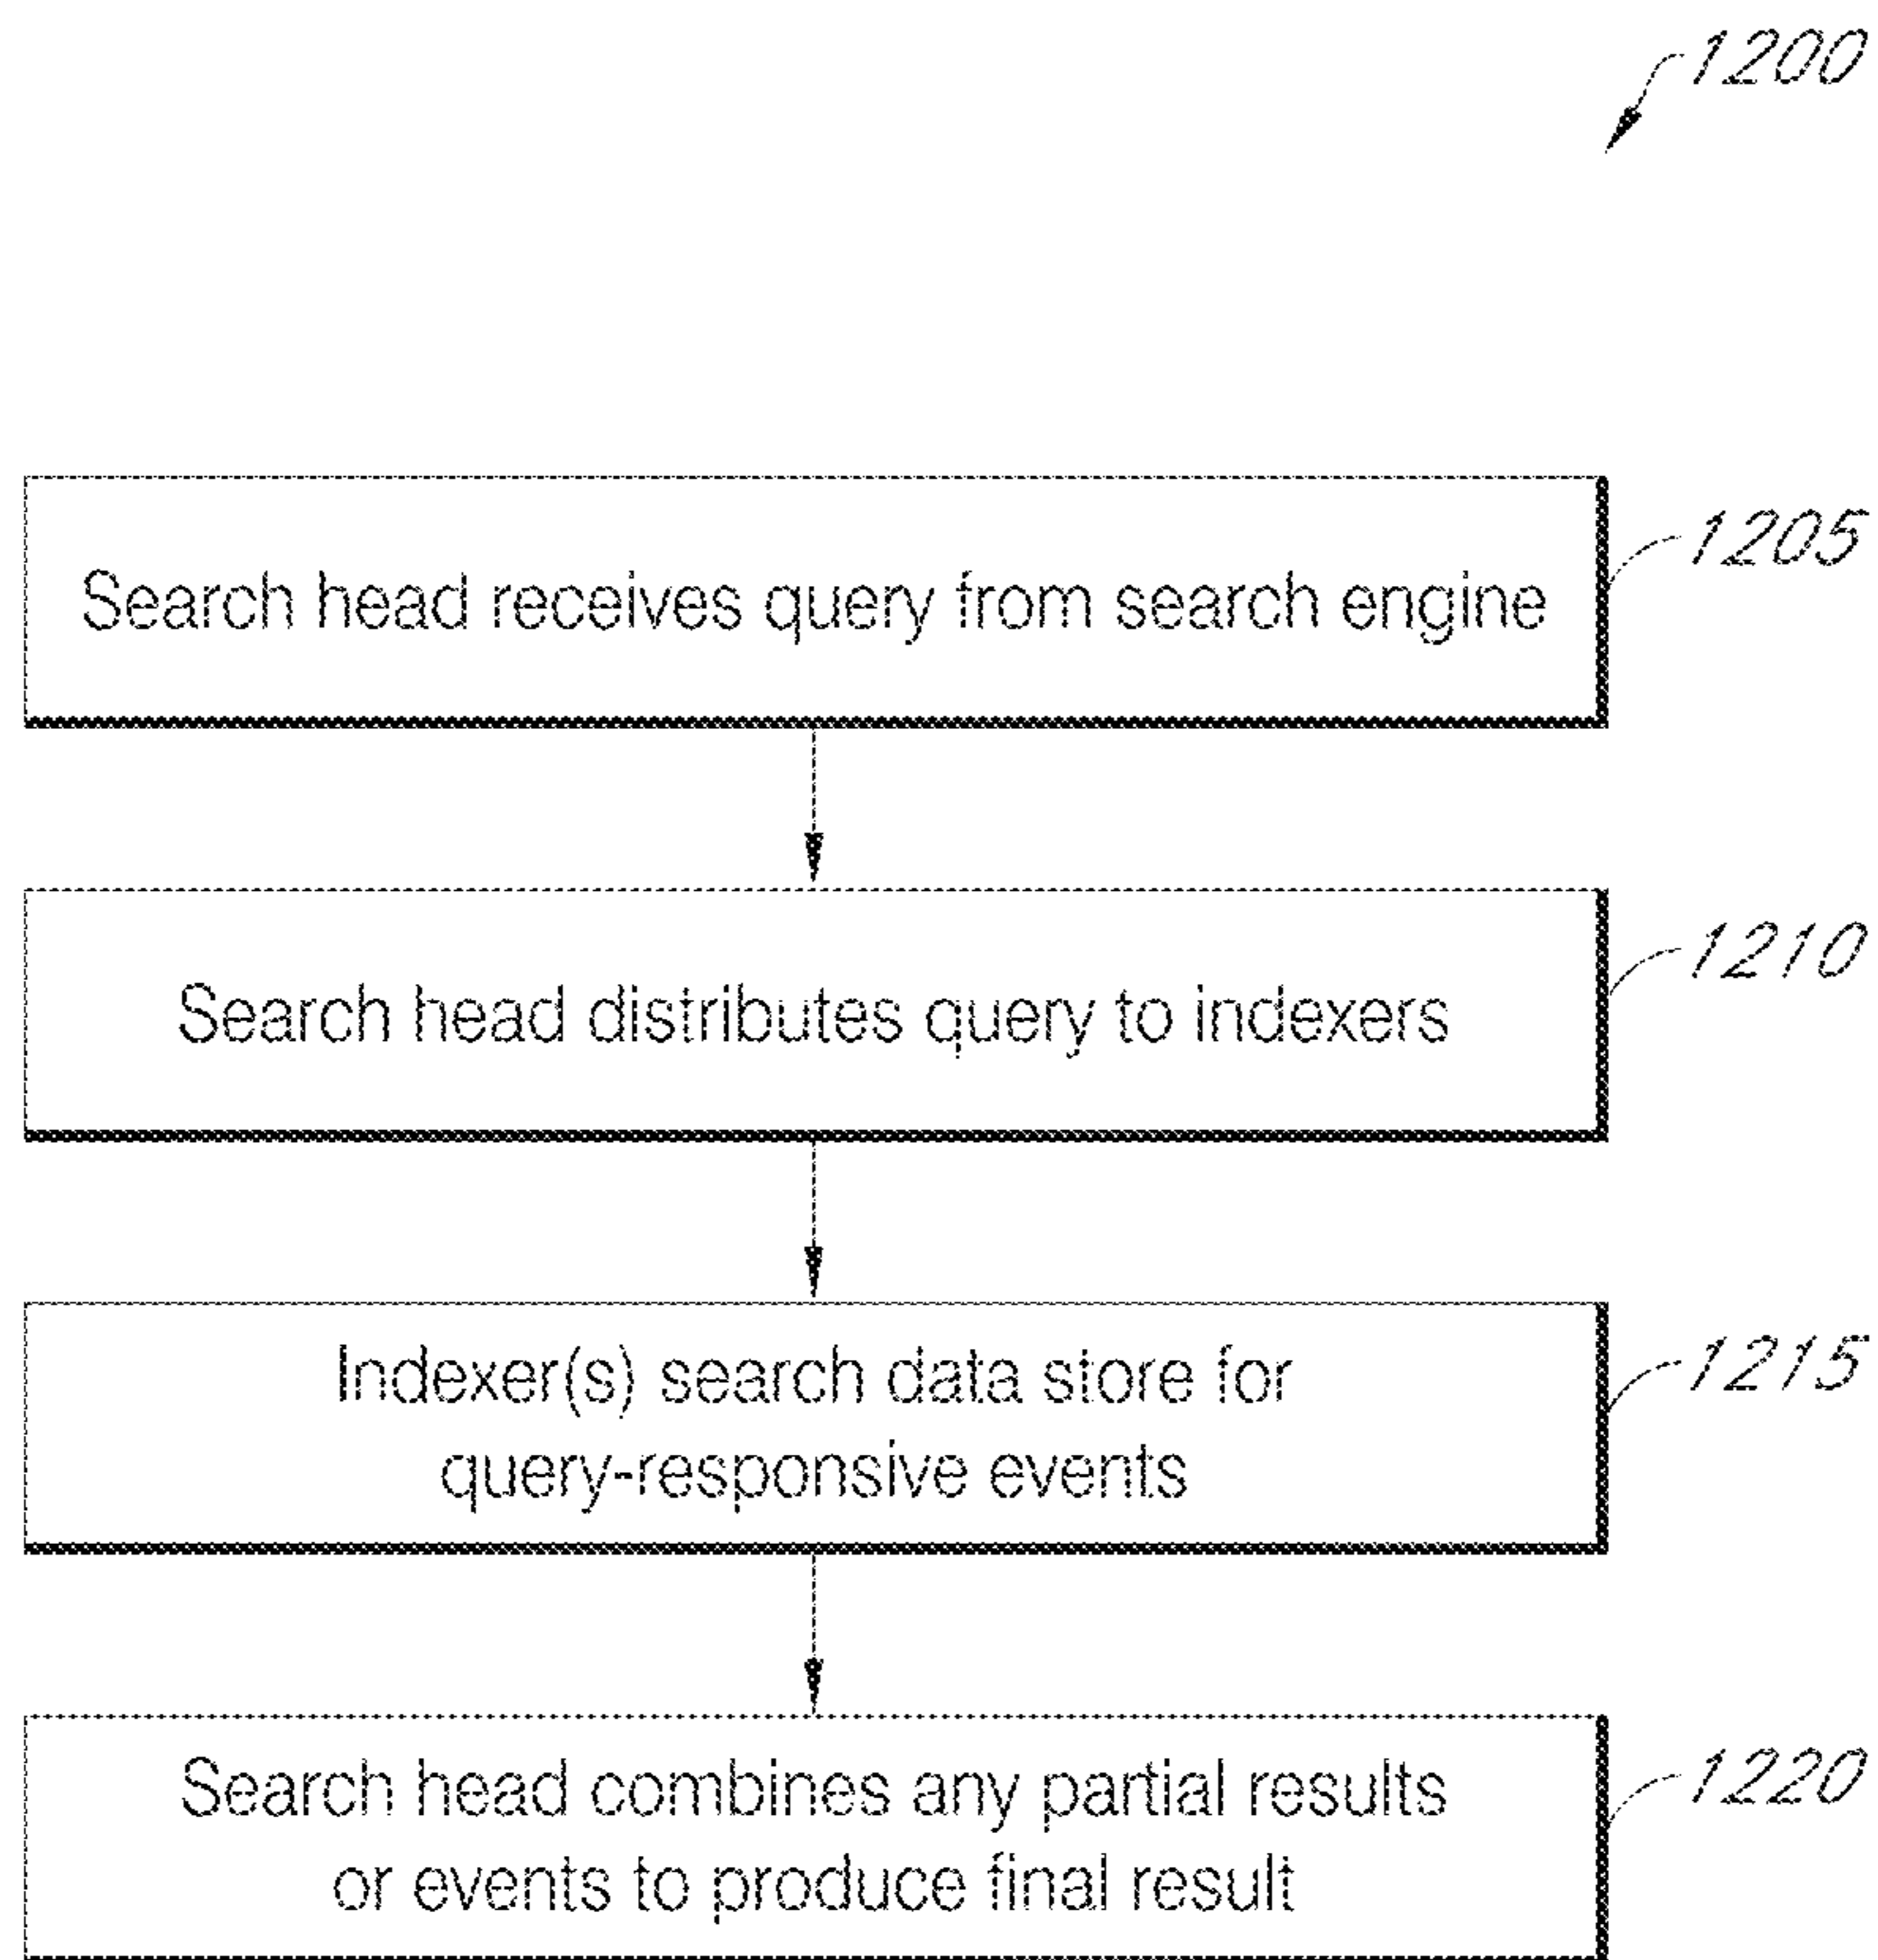 1200
Search head receives query from search engine
1205
Search head distributes query to indexers
1210
Indexer(s) search data store for
query-responsive events
1215
Search head combines any partial results
or events to produce final result
1220